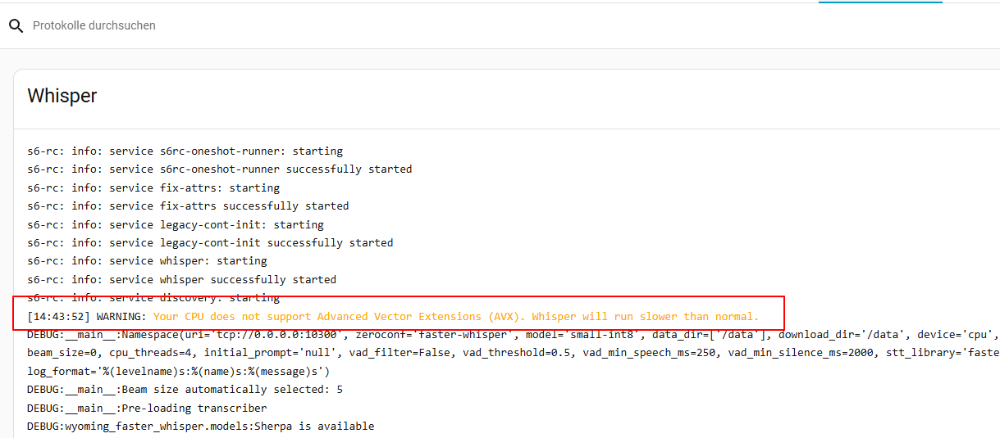 Protokolle durchsuchen
Whisper
s6-rc: info: service s6rc-oneshot-runner: starting
s6-rc: info: service s6rc-oneshot-runner successfully started
s6-rc: info: service fix-attrs: starting
s6-rc: info: service fix-attrs successfully started
s6-rc: info: service legacy-cont-init: starting
s6-rc: info: service legacy-cont-init successfully started
s6-rc: info: service whisper: starting
s6-rc: info: service whisper successfully started
s6-rc: info: service discovery: starting
[14:43:52] WARNING: Your CPU does not support Advanced Vector Extensions (AVX). Whisper will run slower than normal.
DEBUG:__main__:Namespace(uri='tcp://0.0.0.0:10300', zeroconf='faster-whisper', model='small-int8', data_dir=['/data'], download_dir='/data', device='cpu',
beam_size=0, cpu_threads=4, initial_prompt='null', vad_filter=False, vad_threshold=0.5, vad_min_speech_ms=250, vad_min_silence_ms=2000, stt_library='faste
log_format='%(levelname)s:%(name)s:%(message)s')
DEBUG:__main__:Beam size automatically selected: 5
DEBUG:__main__:Pre-loading transcriber
DEBUG:wyoming_faster_whisper.models:Sherpa is available